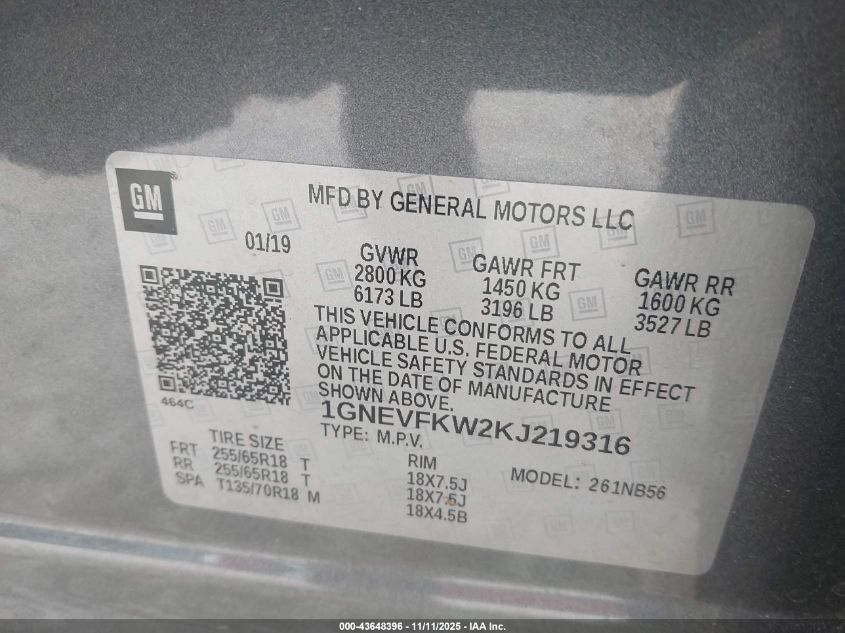 GM
MFD BY GENERAL MOTORS LLC
01/19
GVWR
2800 KG
6173 LB
GAWR FRT
1450 KG
3196 LB
GAWR RR
1600 KG
3527 LB
THIS VEHICLE CONFORMS TO ALL
APPLICABLE U.S. FEDERAL MOTOR
VEHICLE SAFETY STANDARDS IN EFFECT
ON THE DATE OF MANUFACTURE
SHOWN ABOVE.
464C
1GNEVFKW2KJ219316
TYPE: M.P.V.
TIRE SIZE
FRT 255/65R18 T
RR 255/65R18 T
SPA T135/70R18 M
RIM
18X7.5J
18X7.5J
18X4.5B
MODEL: 261NB56
000-43648396 - 11/11/2025 - IAA Inc.